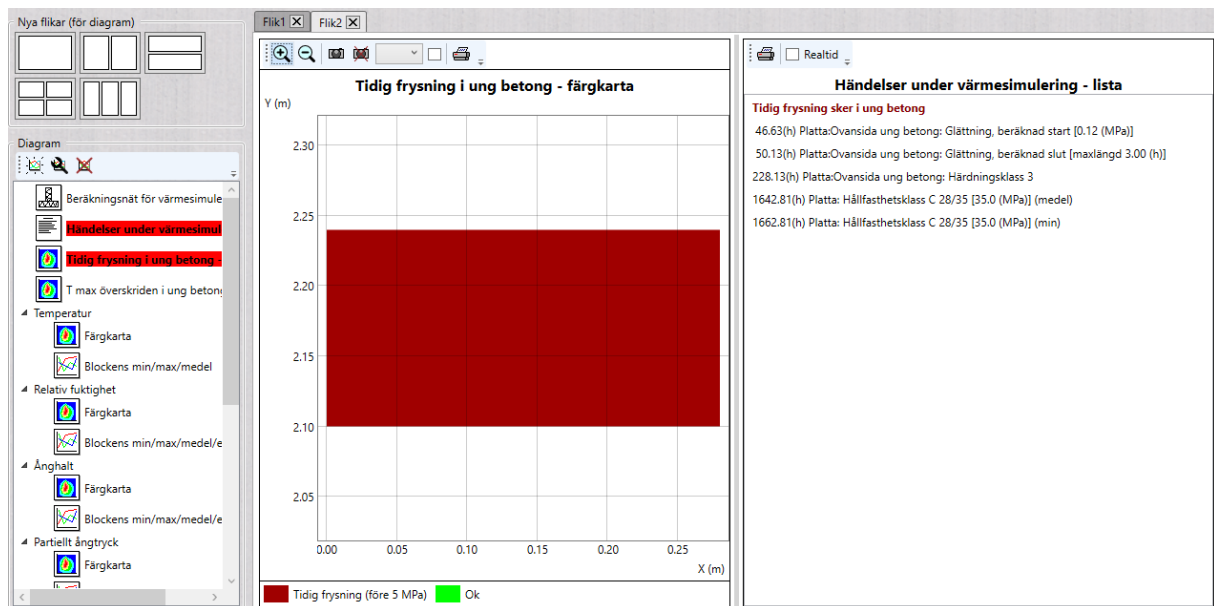 Nya flikar (för diagram)
Diagram
Beräkningsnät för värmesimule
Händelser under värmesimul
Tidig frysning i ung betong -
T max överskriden i ung betong
Temperatur
Färgkarta
Blockens min/max/medel
Relativ fuktighet
Färgkarta
Blockens min/max/medel/e
Ånghalt
Färgkarta
Blockens min/max/medel/e
Partiellt ångtryck
Färgkarta
Flik1
Flik2
Tidig frysning i ung betong - färgkarta
Y (m)
2.30
2.25
2.20
2.15
2.10
2.05
0.00 0.05 0.10 0.15 0.20 0.25
X (m)
Tidig frysning (före 5 MPa) Ok
Realtid
Händelser under värmesimulering - lista
Tidig frysning sker i ung betong
46.63(h) Platta:Ovansida ung betong: Glättning, beräknad start [0.12 (MPa)]
50.13(h) Platta:Ovansida ung betong: Glättning, beräknad slut [maxlängd 3.00 (h)]
228.13(h) Platta:Ovansida ung betong: Härdningsklass 3
1642.81(h) Platta: Hållfasthetsklass C 28/35 [35.0 (MPa)] (medel)
1662.81(h) Platta: Hållfasthetsklass C 28/35 [35.0 (MPa)] (min)